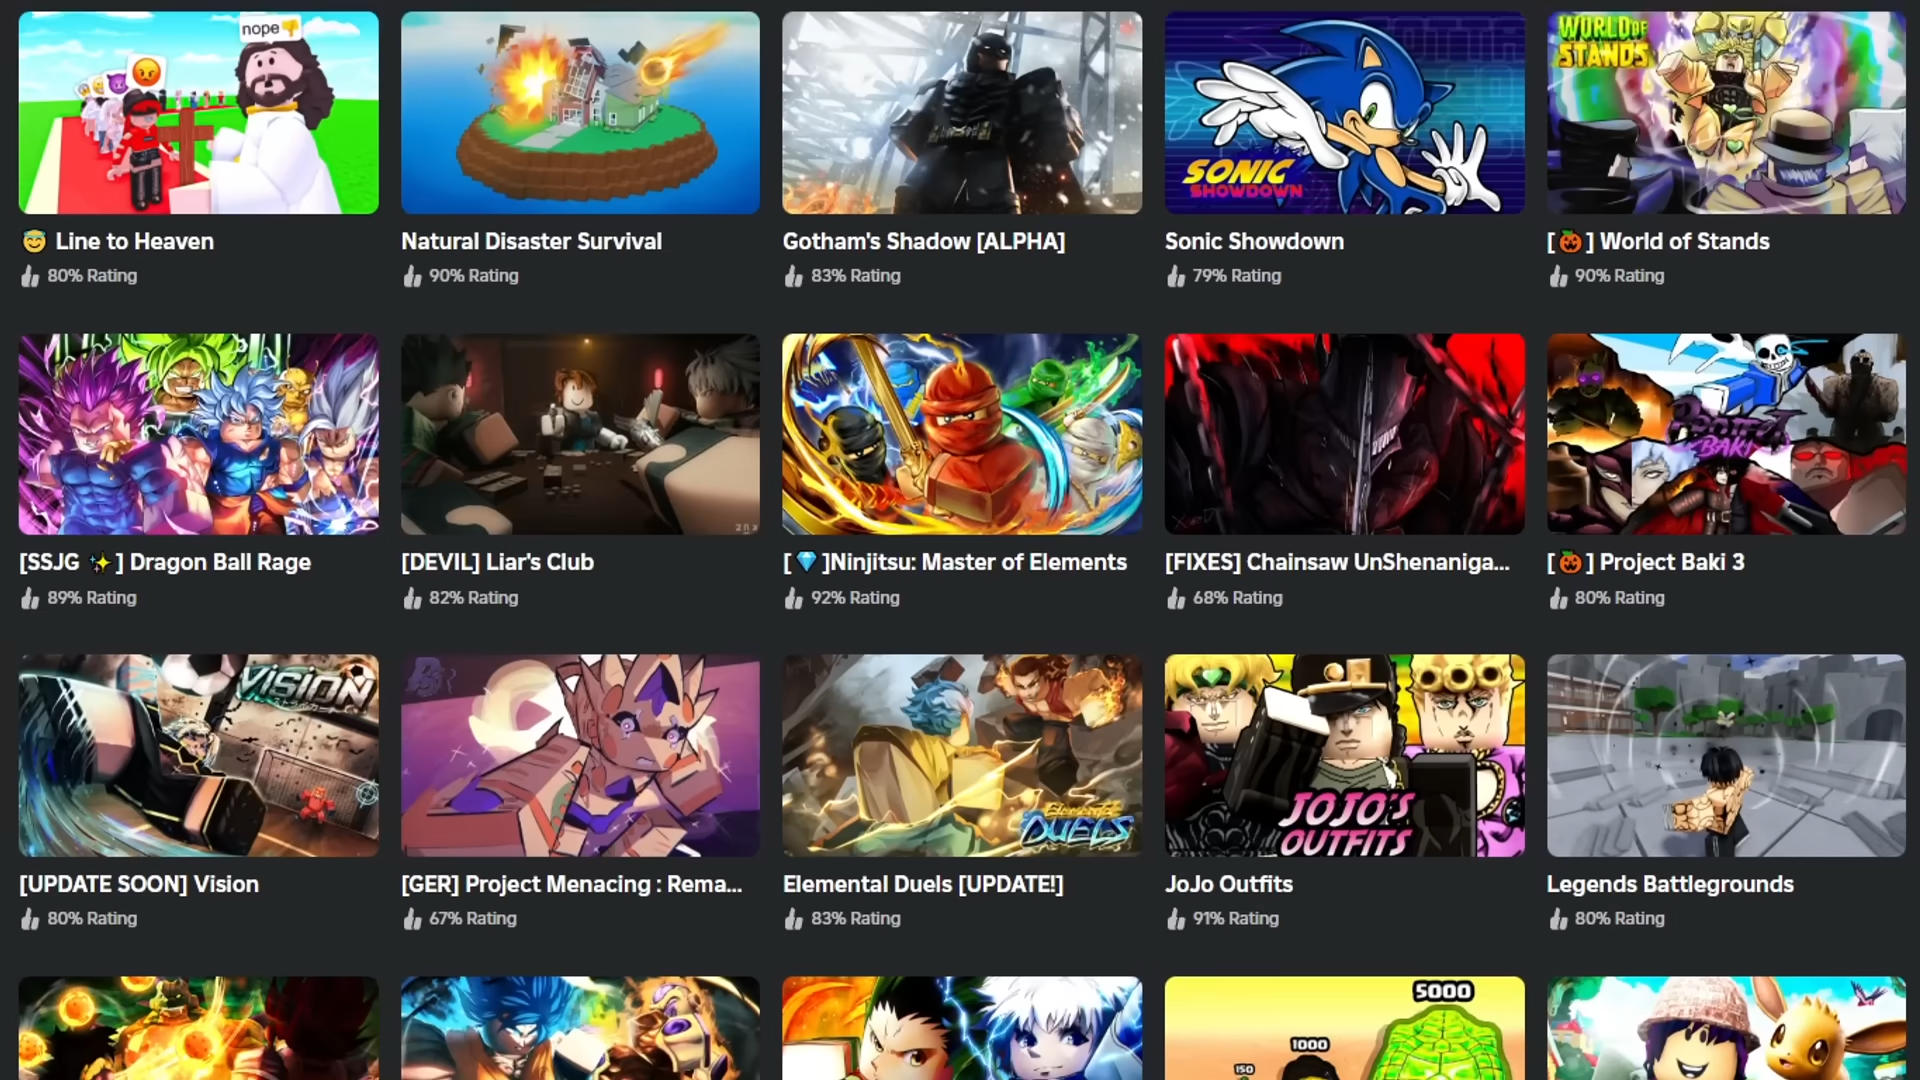 nope
SONIC
SHOWDOWN
WORLD OF
STANDS
😇 Line to Heaven
Natural Disaster Survival
Gotham's Shadow [ALPHA]
Sonic Showdown
[🎃] World of Stands
80% Rating
90% Rating
83% Rating
79% Rating
90% Rating
PROJECT
BAKI
[SSJG ✨] Dragon Ball Rage
[DEVIL] Liar's Club
[💎]Ninjitsu: Master of Elements
[FIXES] Chainsaw UnShenaniga...
[🎃] Project Baki 3
89% Rating
82% Rating
92% Rating
68% Rating
80% Rating
VISION
ELEMENTAL
DUELS
JOJO'S
OUTFITS
[UPDATE SOON] Vision
[GER] Project Menacing : Rema...
Elemental Duels [UPDATE!]
JoJo Outfits
Legends Battlegrounds
80% Rating
67% Rating
83% Rating
91% Rating
80% Rating
5000
1000
150